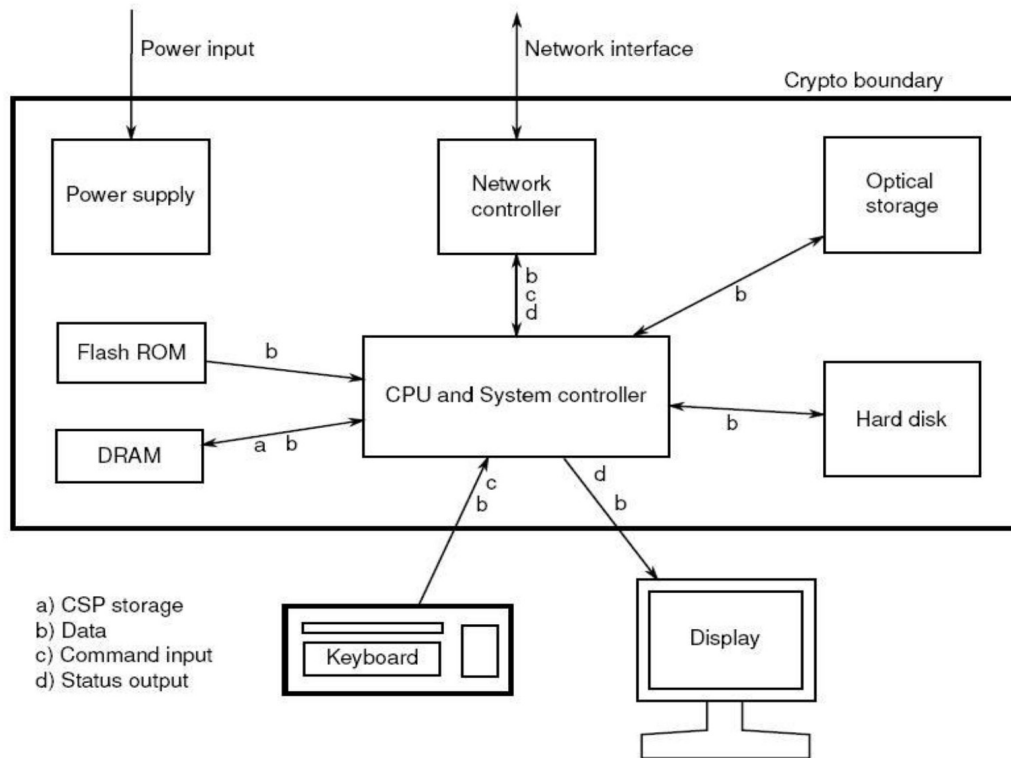 Power input
Network interface
Crypto boundary
Power supply
Network
controller
Optical
storage
b
c
d
b
Flash ROM
b
CPU and System controller
DRAM
a b
b
Hard disk
c
b
d
b
a) CSP storage
b) Data
c) Command input
d) Status output
Keyboard
Display